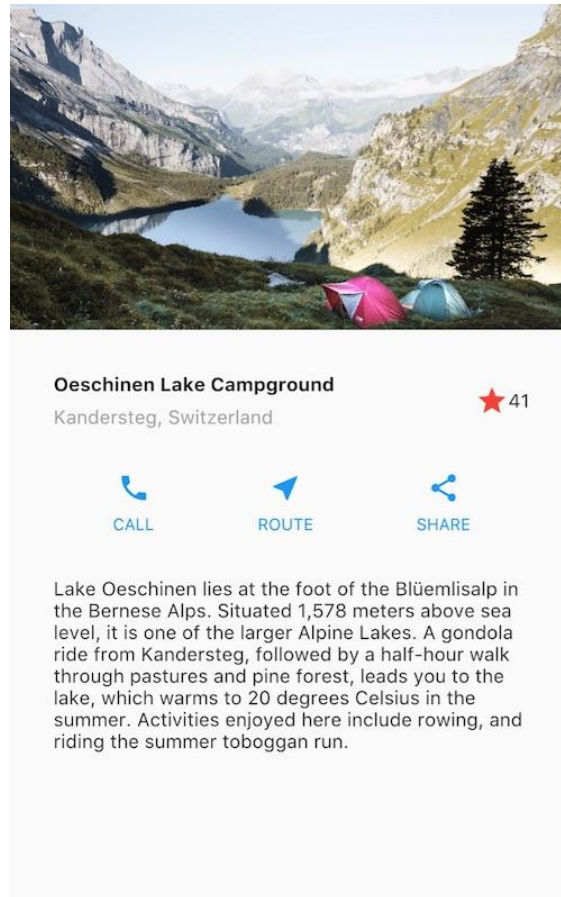 Oeschinen Lake Campground
41
Kandersteg, Switzerland
CALL ROUTE SHARE
Lake Oeschinen lies at the foot of the Blüemlisalp in
the Bernese Alps. Situated 1,578 meters above sea
level, it is one of the larger Alpine Lakes. A gondola
ride from Kandersteg, followed by a half-hour walk
through pastures and pine forest, leads you to the
lake, which warms to 20 degrees Celsius in the
summer. Activities enjoyed here include rowing, and
riding the summer toboggan run.